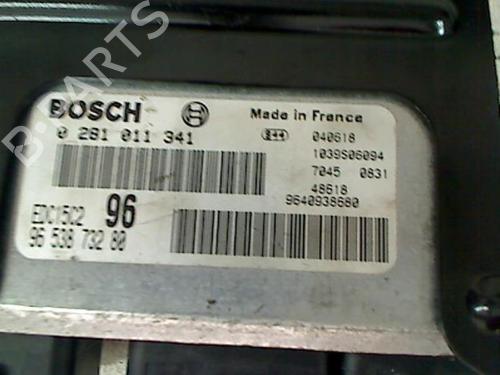 BOSCH
Made in France
0 281 011 341
040618
1039S06094
7045 0831
48618
9640938680
EDC15C2 96
96 538 732 80
B-PARTS